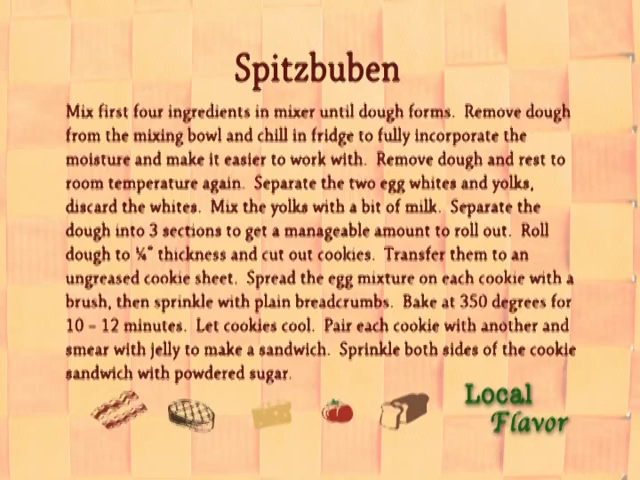 Spitzbuben
Mix first four ingredients in mixer until dough forms.  Remove dough
from the mixing bowl and chill in fridge to fully incorporate the
moisture and make it easier to work with.  Remove dough and rest to
room temperature again.  Separate the two egg whites and yolks,
discard the whites.  Mix the yolks with a bit of milk.  Separate the
dough into 3 sections to get a manageable amount to roll out.  Roll
dough to ¼" thickness and cut out cookies.  Transfer them to an
ungreased cookie sheet.  Spread the egg mixture on each cookie with a
brush, then sprinkle with plain breadcrumbs.  Bake at 350 degrees for
10 - 12 minutes.  Let cookies cool.  Pair each cookie with another and
smear with jelly to make a sandwich.  Sprinkle both sides of the cookie
sandwich with powdered sugar.
Local
Flavor